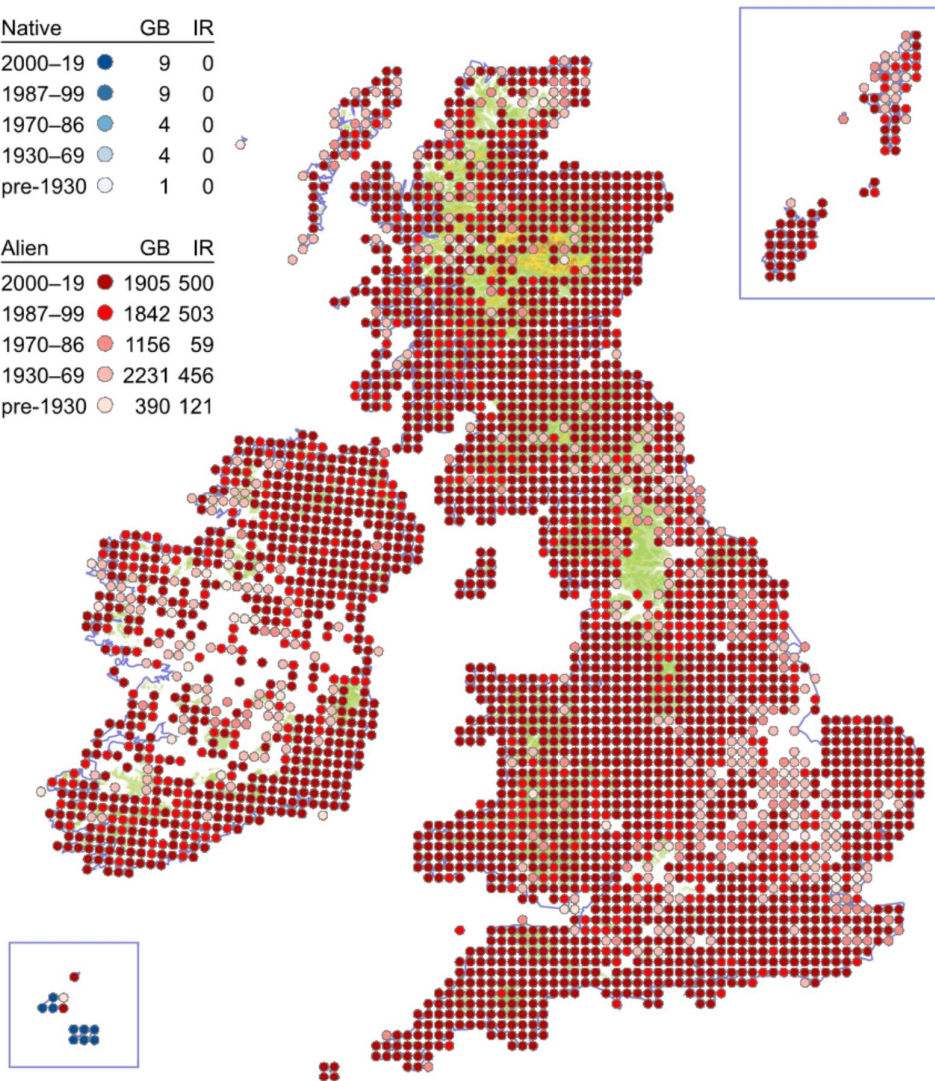 Native GB IR
2000–19 9 0
1987–99 9 0
1970–86 4 0
1930–69 4 0
pre-1930 1 0
Alien GB IR
2000–19 1905 500
1987–99 1842 503
1970–86 1156 59
1930–69 2231 456
pre-1930 390 121